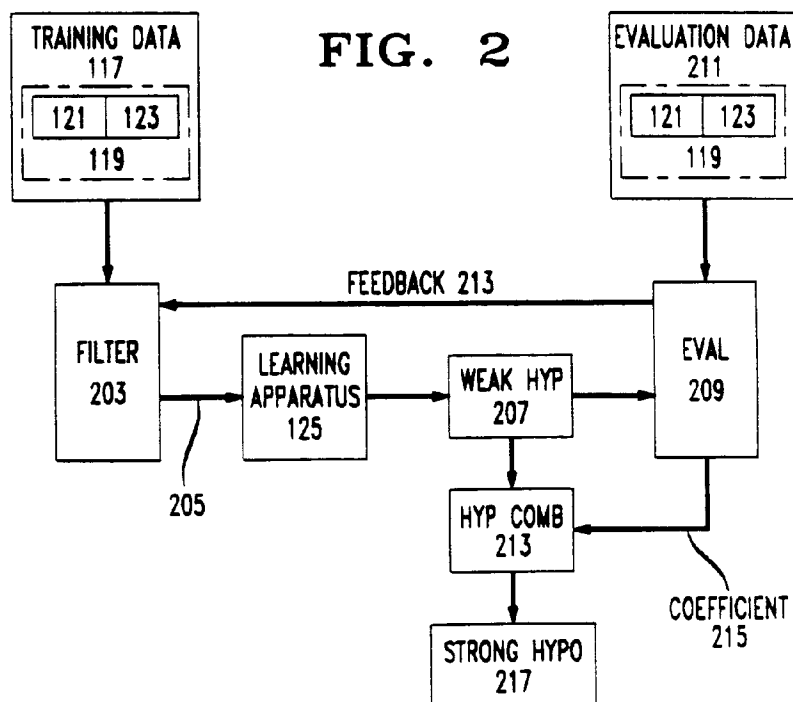 FIG. 2
TRAINING DATA
117
121 123
119
EVALUATION DATA
211
121 123
119
FEEDBACK 213
FILTER
203
LEARNING
APPARATUS
125
WEAK HYP
207
EVAL
209
205
HYP COMB
213
COEFFICIENT
215
STRONG HYPO
217